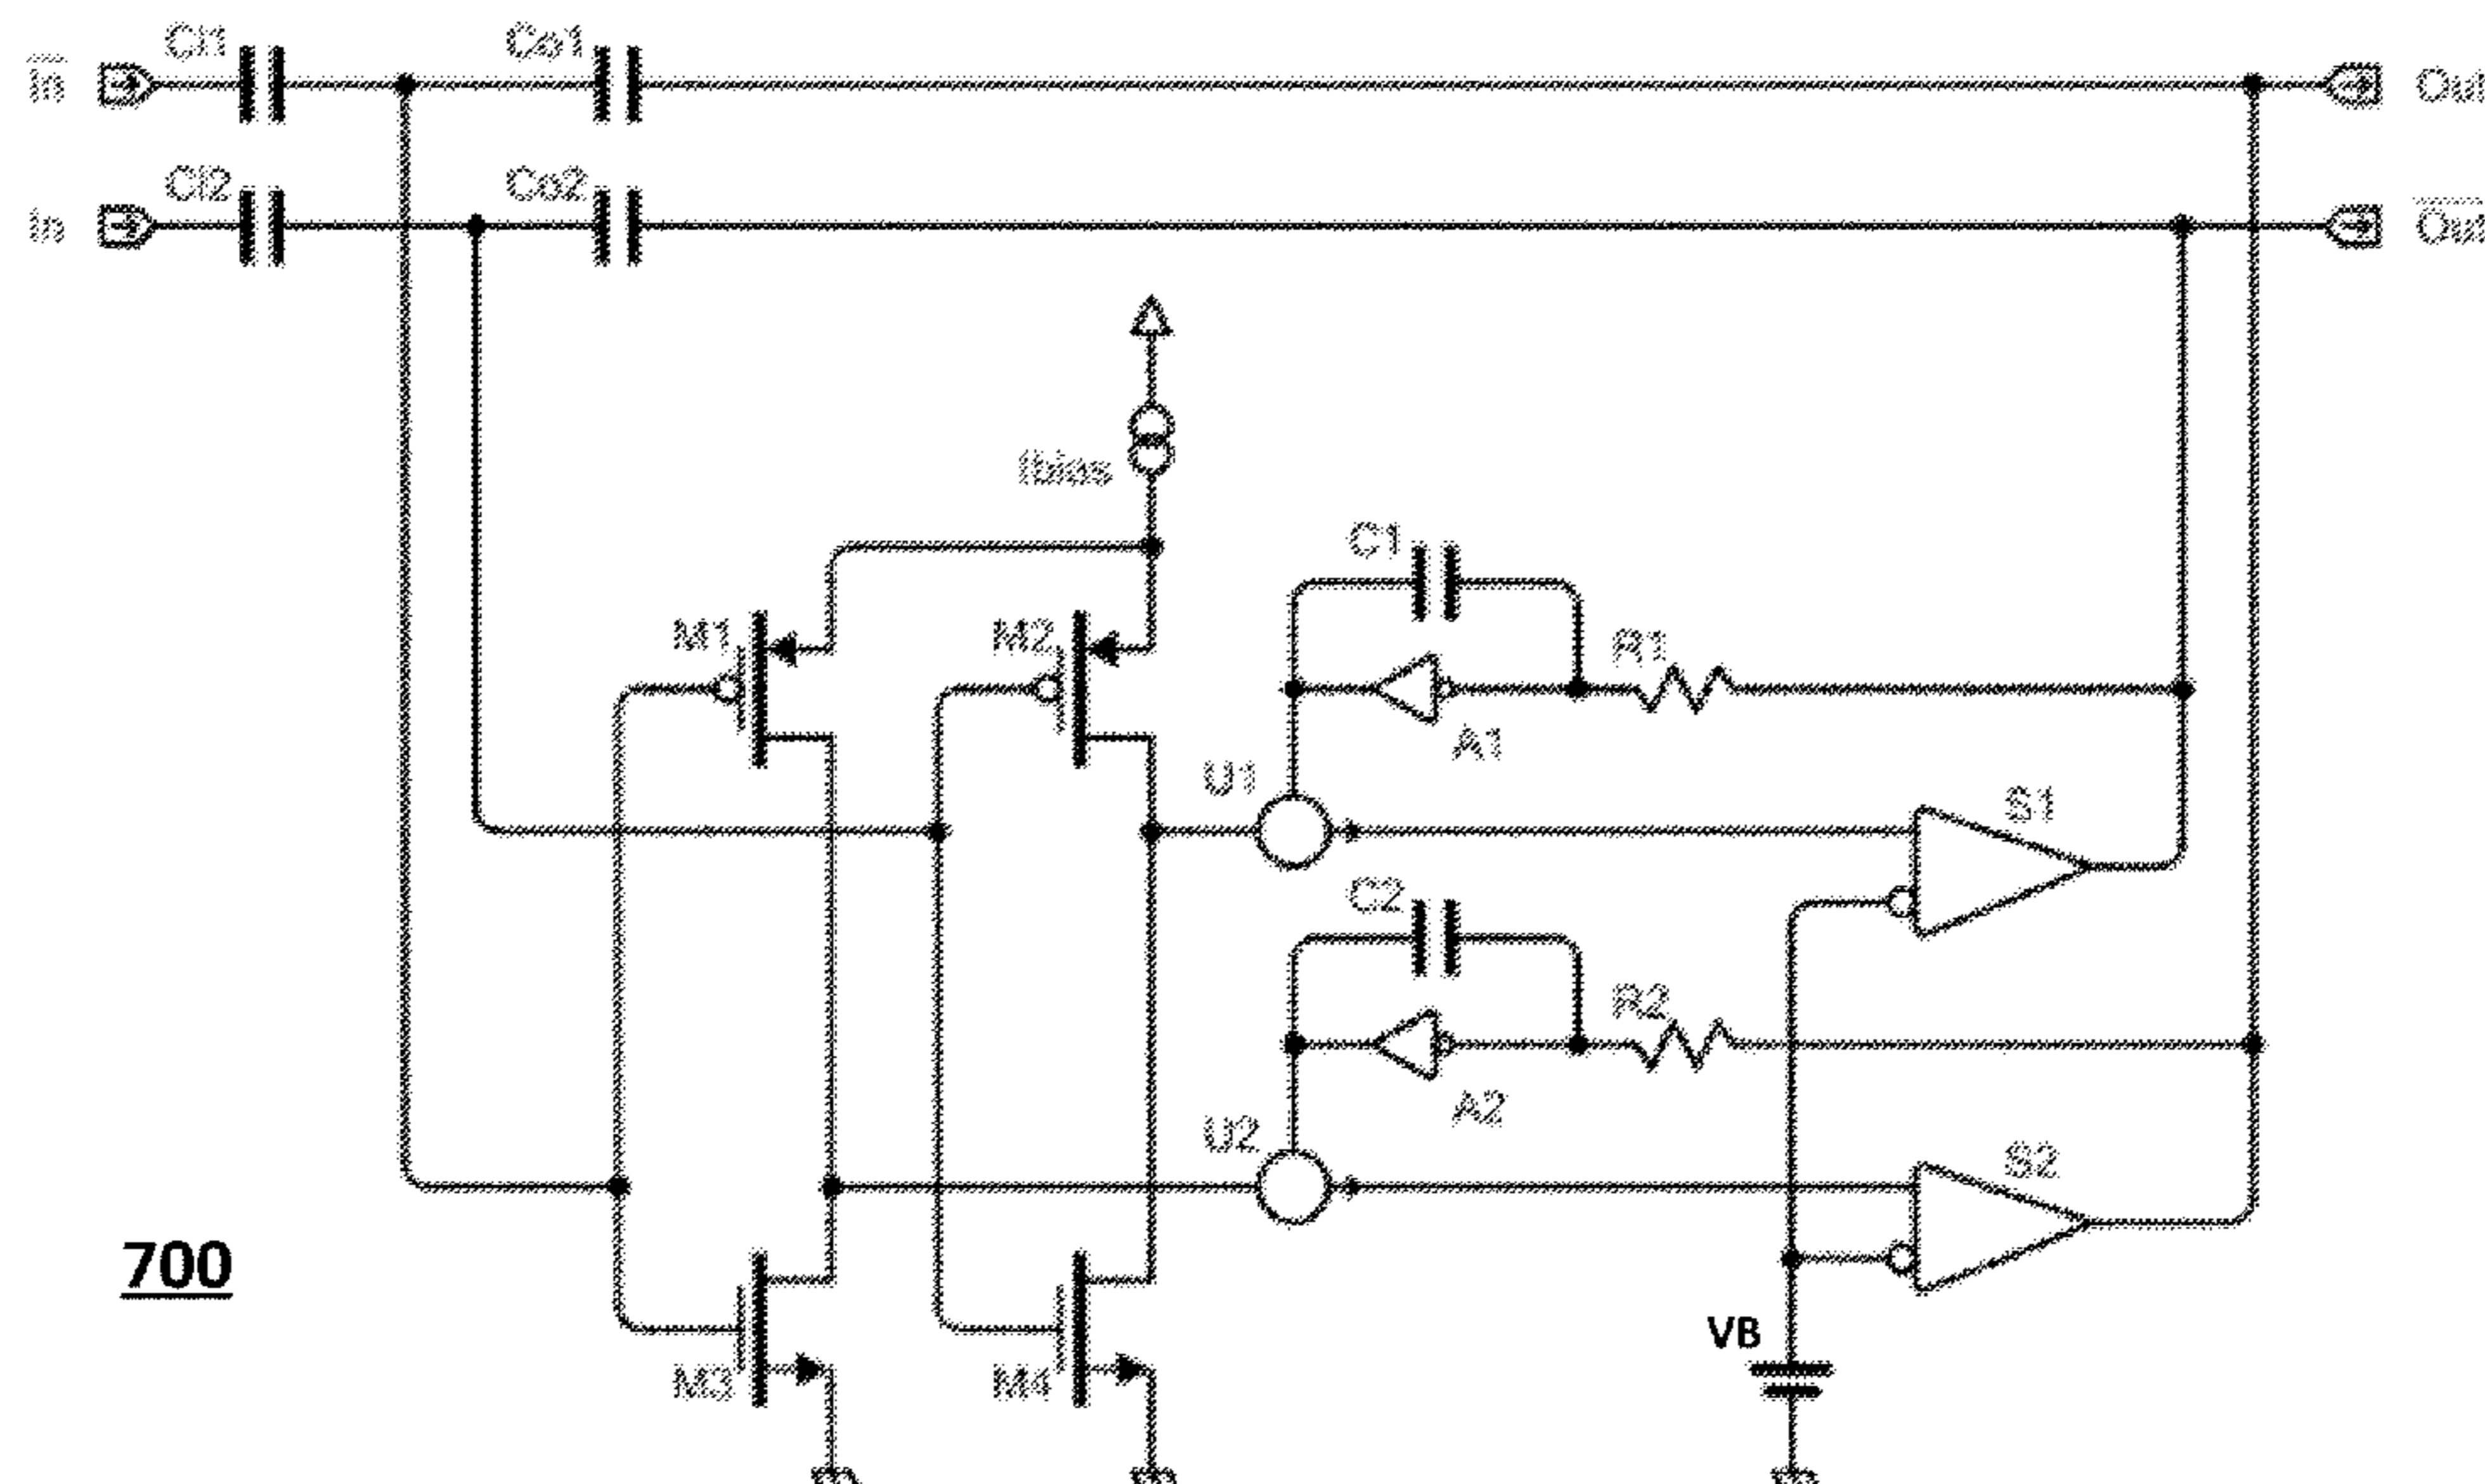 In
Ci1
Co1
Out
In
Ci2
Co2
Out
Ibias
C1
M1
M2
R1
A1
U1
S1
C2
R2
A2
U2
S2
700
VB
M3
M4